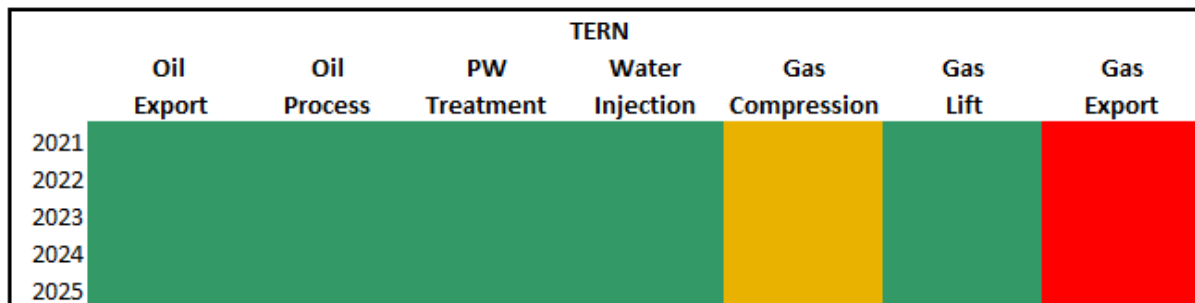 TERN
Oil Oil PW Water Gas Gas Gas
Export Process Treatment Injection Compression Lift Export
2021
2022
2023
2024
2025